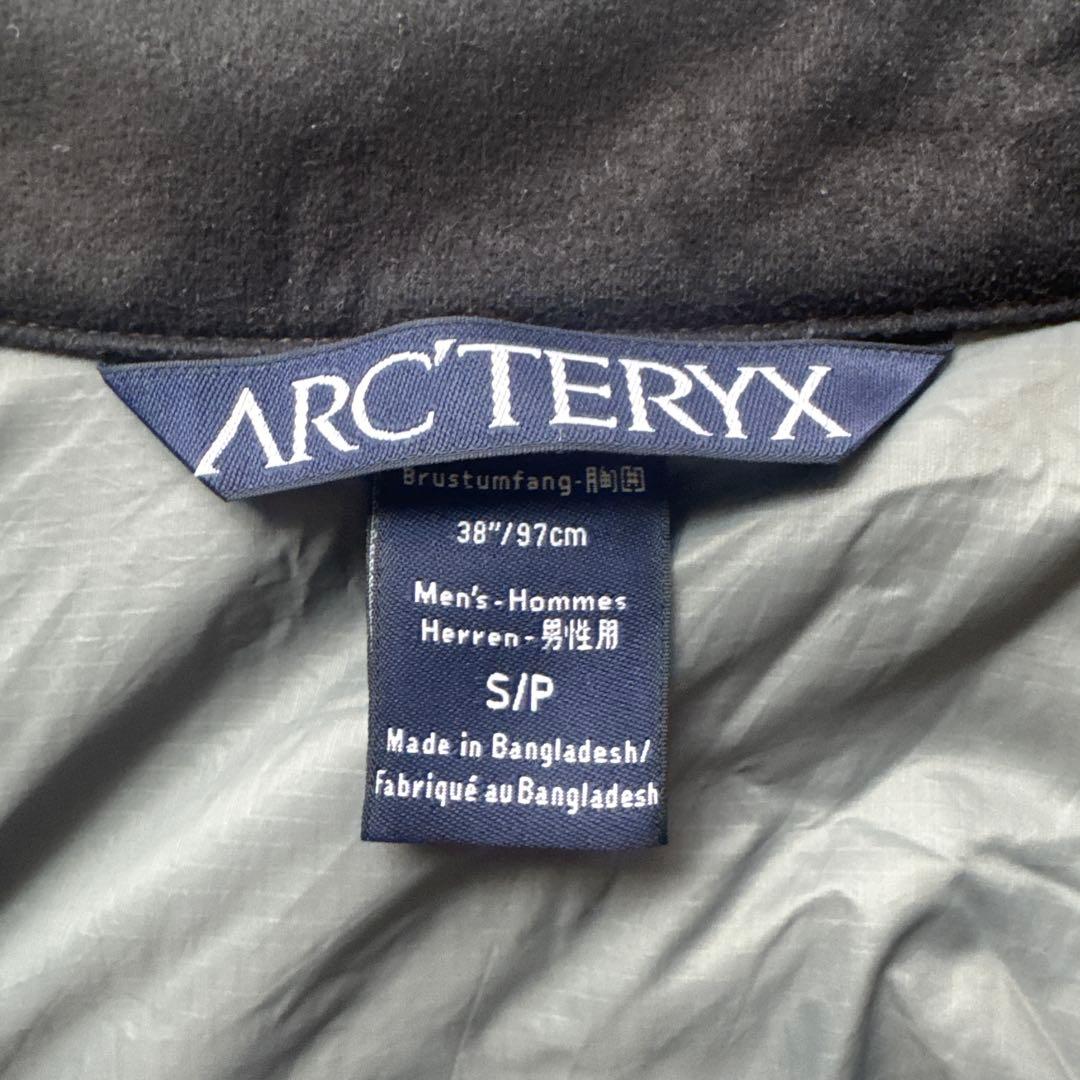 ARC'TERYX
Brustumfang-胸囲
38"/97cm
Men's-Hommes
Herren-男性用
S/P
Made in Bangladesh/
Fabriqué au Bangladesh